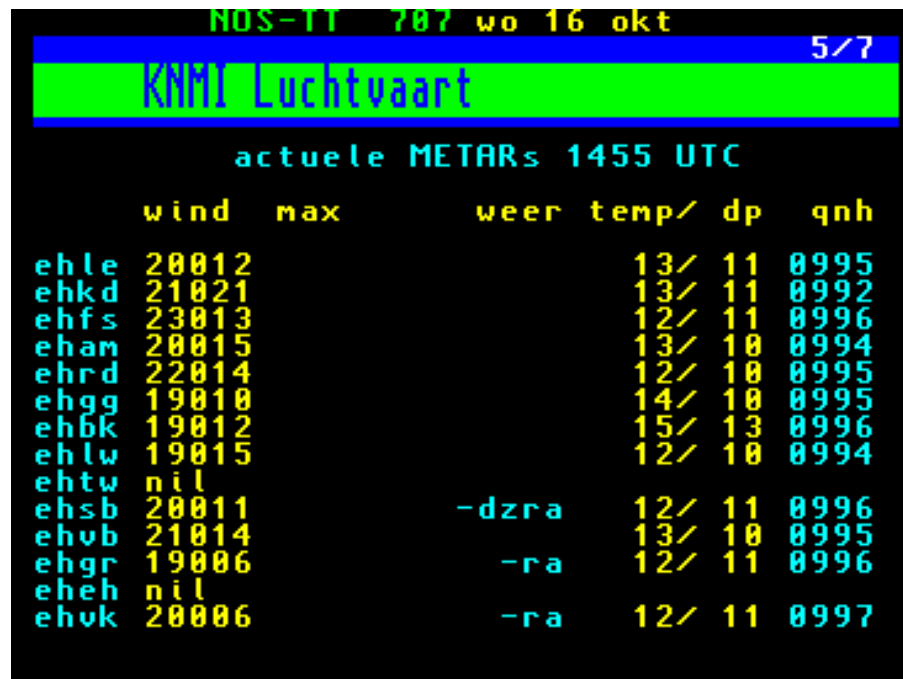 NOS-TT 707 wo 16 okt
5/7
KNMI Luchtvaart
actuele METARs 1455 UTC
wind max weer temp/ dp qnh
ehle 20012 13/ 11 0995
ehkd 21021 13/ 11 0992
ehfs 23013 12/ 11 0996
eham 20015 13/ 10 0994
ehrd 22014 12/ 10 0995
ehgg 19010 14/ 10 0995
ehbk 19012 15/ 13 0996
ehlw 19015 12/ 10 0994
ehtw nil
ehsb 20011 -dzra 12/ 11 0996
ehvb 21014 13/ 10 0995
ehgr 19006 -ra 12/ 11 0996
eheh nil
ehvk 20006 -ra 12/ 11 0997